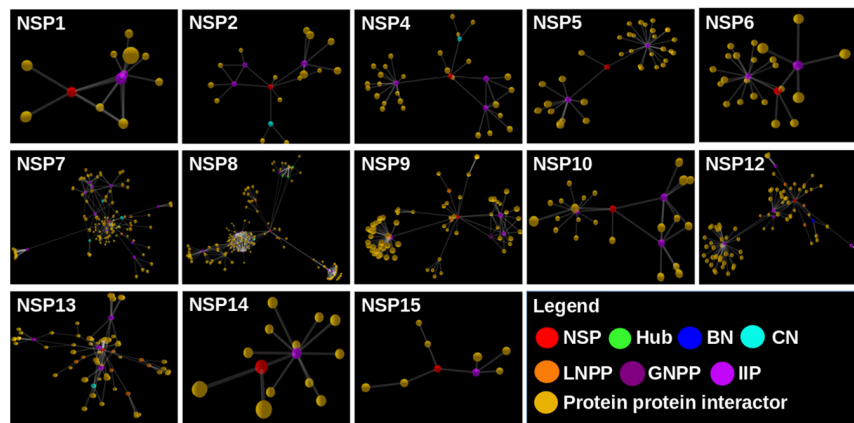 NSP1 NSP2 NSP4 NSP5 NSP6
NSP7 NSP8 NSP9 NSP10 NSP12
NSP13 NSP14 NSP15
Legend
NSP Hub BN CN
LNPP GNPP IIP
Protein protein interactor